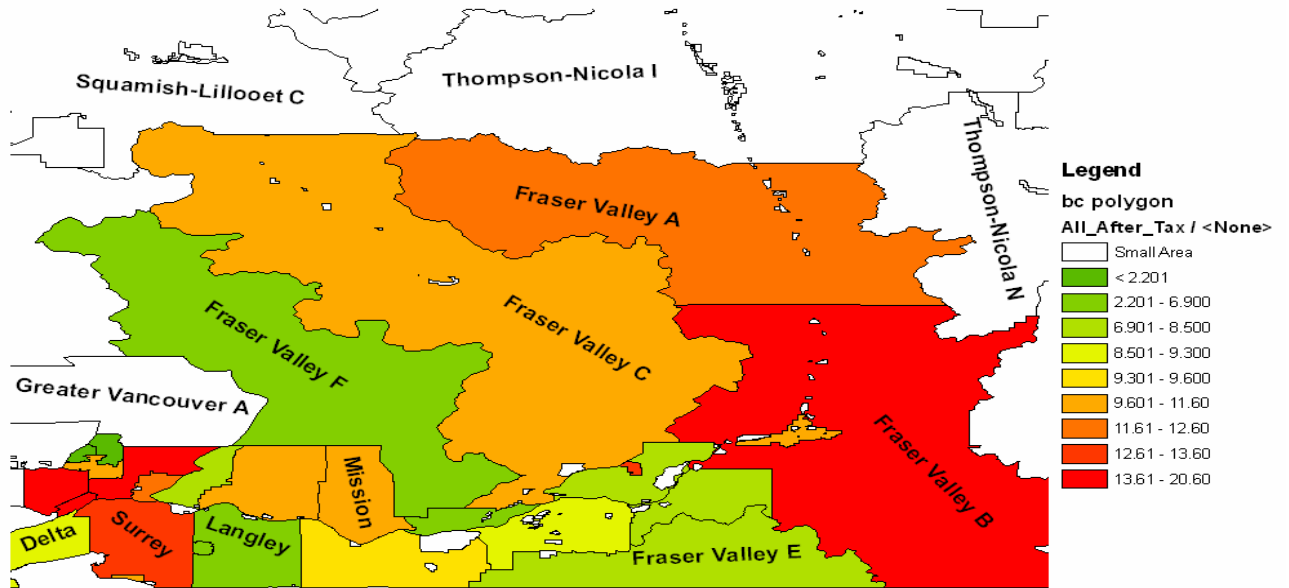 Squamish-Lillooet C
Thompson-Nicola I
Thompson-Nicola N
Fraser Valley A
Fraser Valley C
Fraser Valley F
Greater Vancouver A
Fraser Valley B
Mission
Delta
Surrey
Langley
Fraser Valley E
Legend
bc polygon
All_After_Tax / <None>
Small Area
< 2.201
2.201 - 6.900
6.901 - 8.500
8.501 - 9.300
9.301 - 9.600
9.601 - 11.60
11.61 - 12.60
12.61 - 13.60
13.61 - 20.60